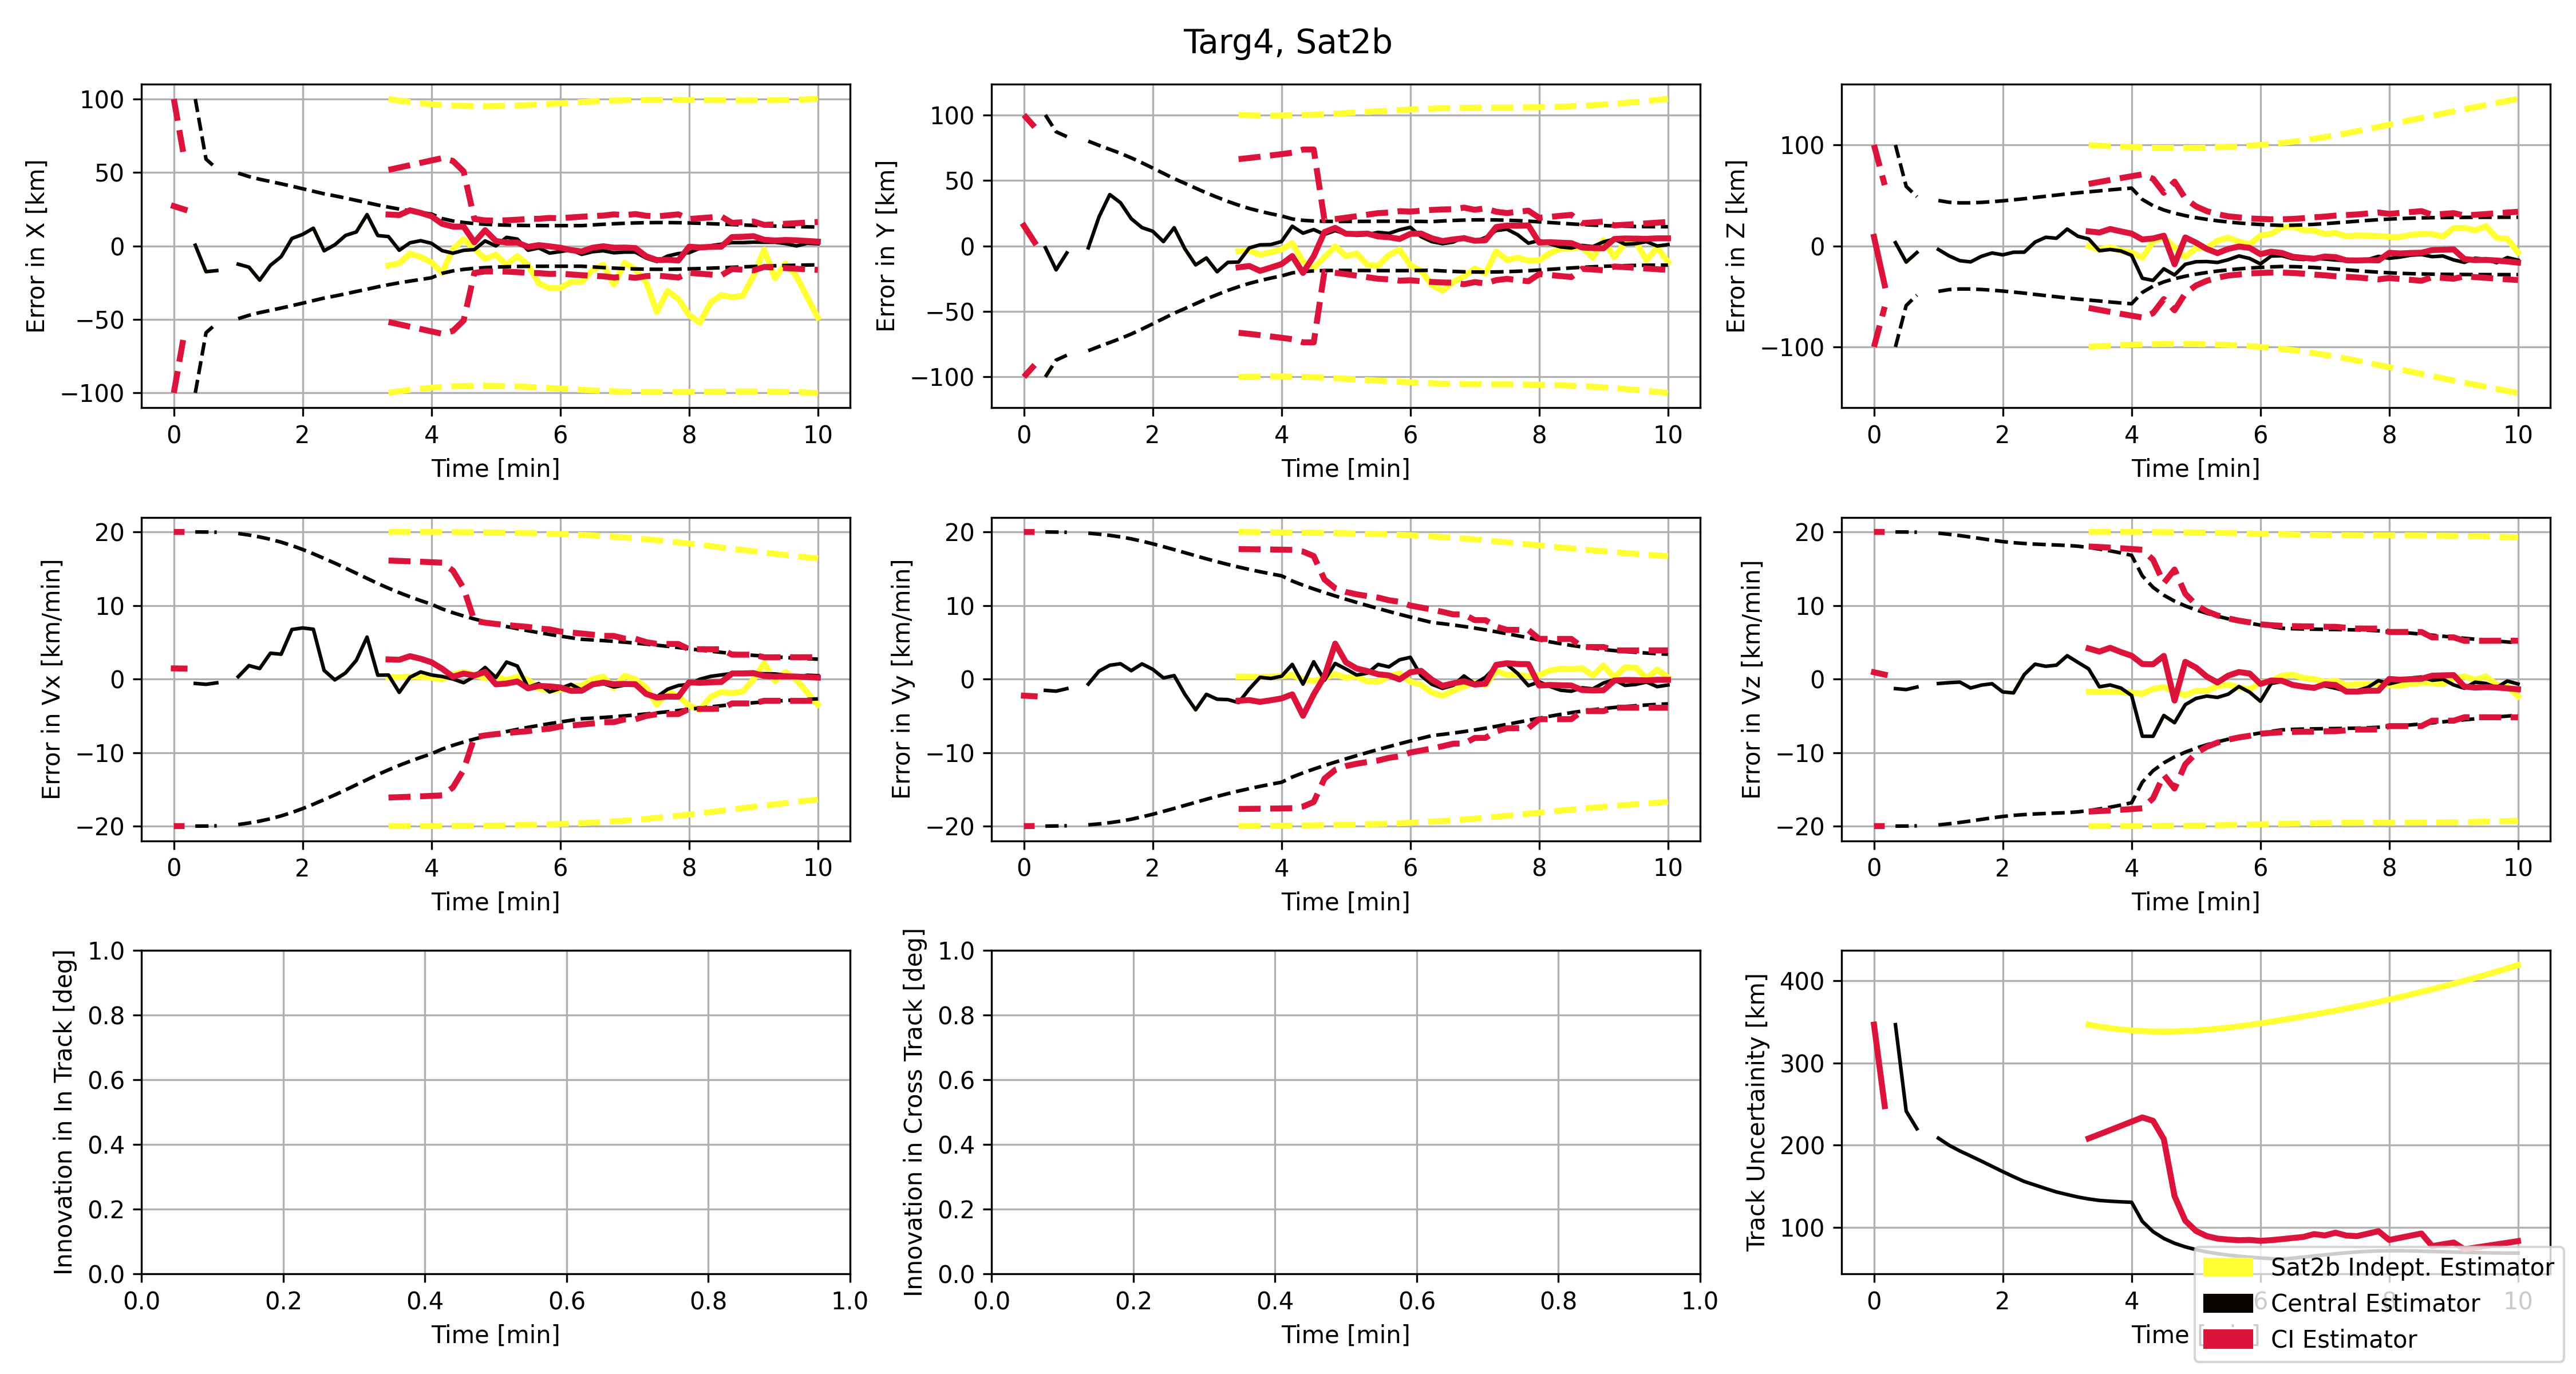 Targ4, Sat2b
Error in X [km]
100
50
0
−50
−100
0 2 4 6 8 10
Time [min]
Error in Y [km]
100
50
0
−50
−100
0 2 4 6 8 10
Time [min]
Error in Z [km]
100
0
−100
0 2 4 6 8 10
Time [min]
Error in Vx [km/min]
20
10
0
−10
−20
0 2 4 6 8 10
Time [min]
Error in Vy [km/min]
20
10
0
−10
−20
0 2 4 6 8 10
Time [min]
Error in Vz [km/min]
20
10
0
−10
−20
0 2 4 6 8 10
Time [min]
Innovation in In Track [deg]
1.0
0.8
0.6
0.4
0.2
0.0
0.0 0.2 0.4 0.6 0.8 1.0
Time [min]
Innovation in Cross Track [deg]
1.0
0.8
0.6
0.4
0.2
0.0
0.0 0.2 0.4 0.6 0.8 1.0
Time [min]
Track Uncertainity [km]
400
300
200
100
0 2 4 6 8 10
Time
Sat2b Indept. Estimator
Central Estimator
CI Estimator